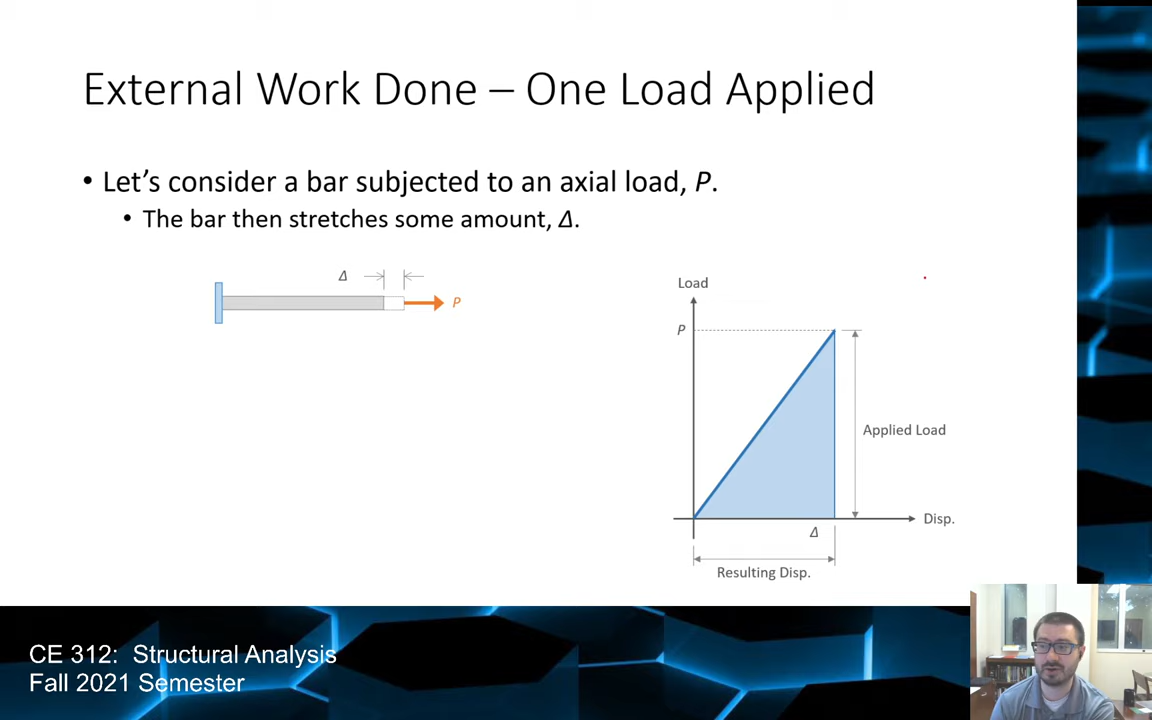 External Work Done – One Load Applied
• Let’s consider a bar subjected to an axial load, P.
• The bar then stretches some amount, Δ.
Δ
P
Load
P
Applied Load
Disp.
Δ
Resulting Disp.
CE 312: Structural Analysis
Fall 2021 Semester